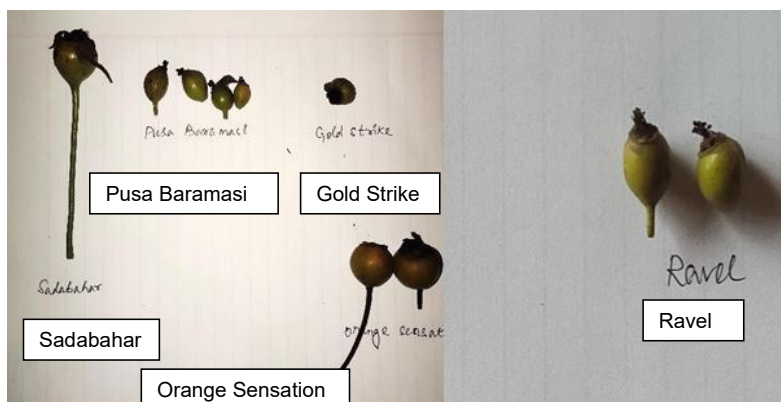 Pusa Baramasi
Gold strike
Pusa Baramasi
Gold Strike
Sadabahar
orange sensat
Ravel
Ravel
Sadabahar
Orange Sensation